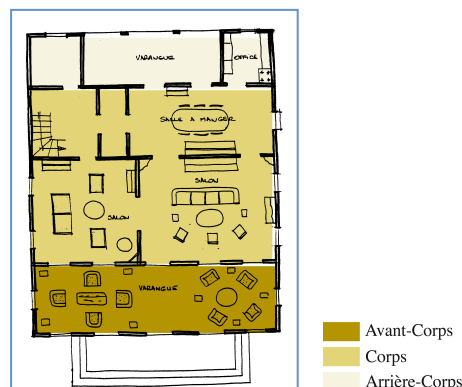 VARANGUE
OFFICE
SALLE A MANGER
SALON
SALON
VARANGUE
Avant-Corps
Corps
Arrière-Corps